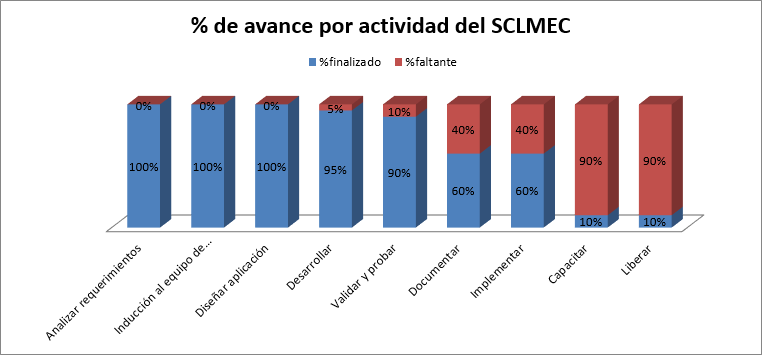 % de avance por actividad del SCLMEC
%finalizado %faltante
0% 0% 0% 5% 10% 40% 40% 90% 90%
100% 100% 100% 95% 90% 60% 60% 10% 10%
Analizar requerimientos
Inducción al equipo de...
Diseñar aplicación
Desarrollar
Validar y probar
Documentar
Implementar
Capacitar
Liberar